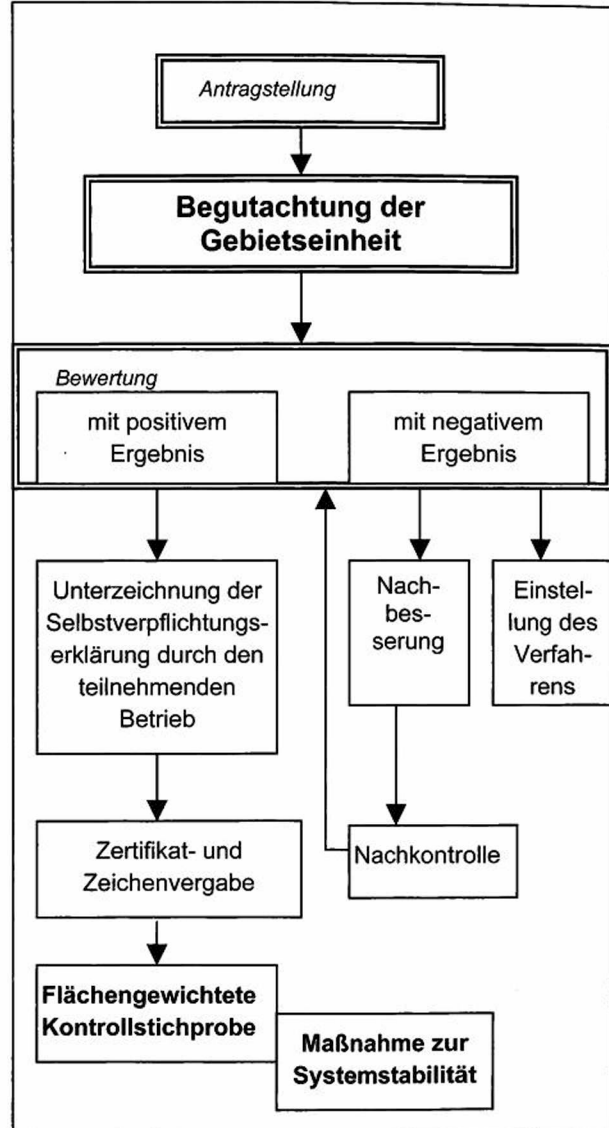 Antragstellung
Begutachtung der
Gebietseinheit
Bewertung
mit positivem
Ergebnis
mit negativem
Ergebnis
Unterzeichnung der
Selbstverpflichtungs-
erklärung durch den
teilnehmenden
Betrieb
Nach-
bes-
serung
Einstel-
lung des
Verfah-
rens
Zertifikat- und
Zeichenvergabe
Nachkontrolle
Flächengewichtete
Kontrollstichprobe
Maßnahme zur
Systemstabilität